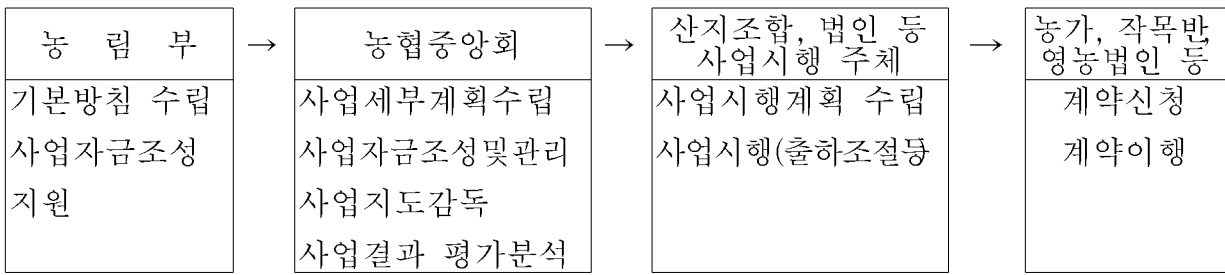 농 림 부
기본방침 수립
사업자금조성
지원
→
농협중앙회
사업세부계획수립
사업자금조성및관리
사업지도감독
사업결과 평가분석
→
산지조합, 법인 등
사업시행 주체
사업시행계획 수립
사업시행(출하조절등)
→
농가, 작목반,
영농법인 등
계약신청
계약이행